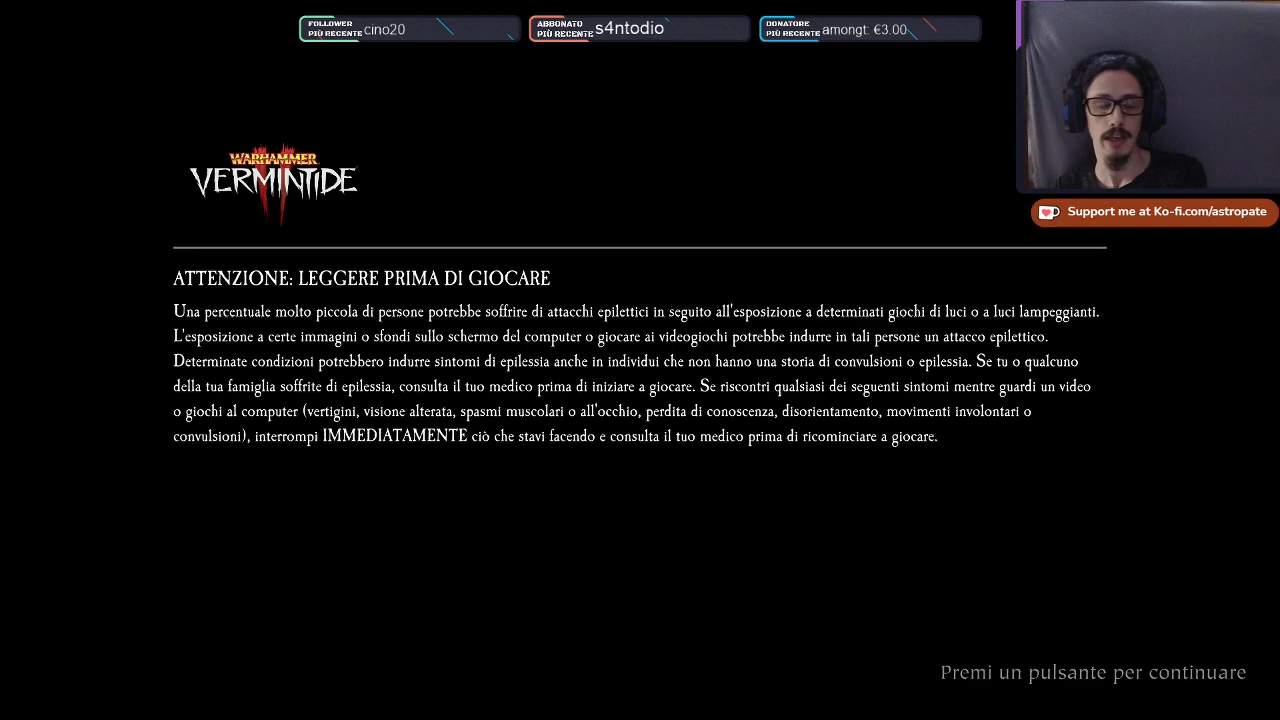 FOLLOWER
PIÙ RECENTE cino20
ABBONATO
PIÙ RECENTE s4ntodio
DONATORE
PIÙ RECENTE amongt: €3.00
WARHAMMER
VERMINTIDE
Support me at Ko-fi.com/astropate
ATTENZIONE: LEGGERE PRIMA DI GIOCARE
Una percentuale molto piccola di persone potrebbe soffrire di attacchi epilettici in seguito all'esposizione a determinati giochi di luci o a luci lampeggianti.
L'esposizione a certe immagini o sfondi sullo schermo del computer o giocare ai videogiochi potrebbe indurre in tali persone un attacco epilettico.
Determinate condizioni potrebbero indurre sintomi di epilessia anche in individui che non hanno una storia di convulsioni o epilessia. Se tu o qualcuno
della tua famiglia soffrite di epilessia, consulta il tuo medico prima di iniziare a giocare. Se riscontri qualsiasi dei seguenti sintomi mentre guardi un video
o giochi al computer (vertigini, visione alterata, spasmi muscolari o all'occhio, perdita di conoscenza, disorientamento, movimenti involontari o
convulsioni), interrompi IMMEDIATAMENTE ciò che stavi facendo e consulta il tuo medico prima di ricominciare a giocare.
Premi un pulsante per continuare